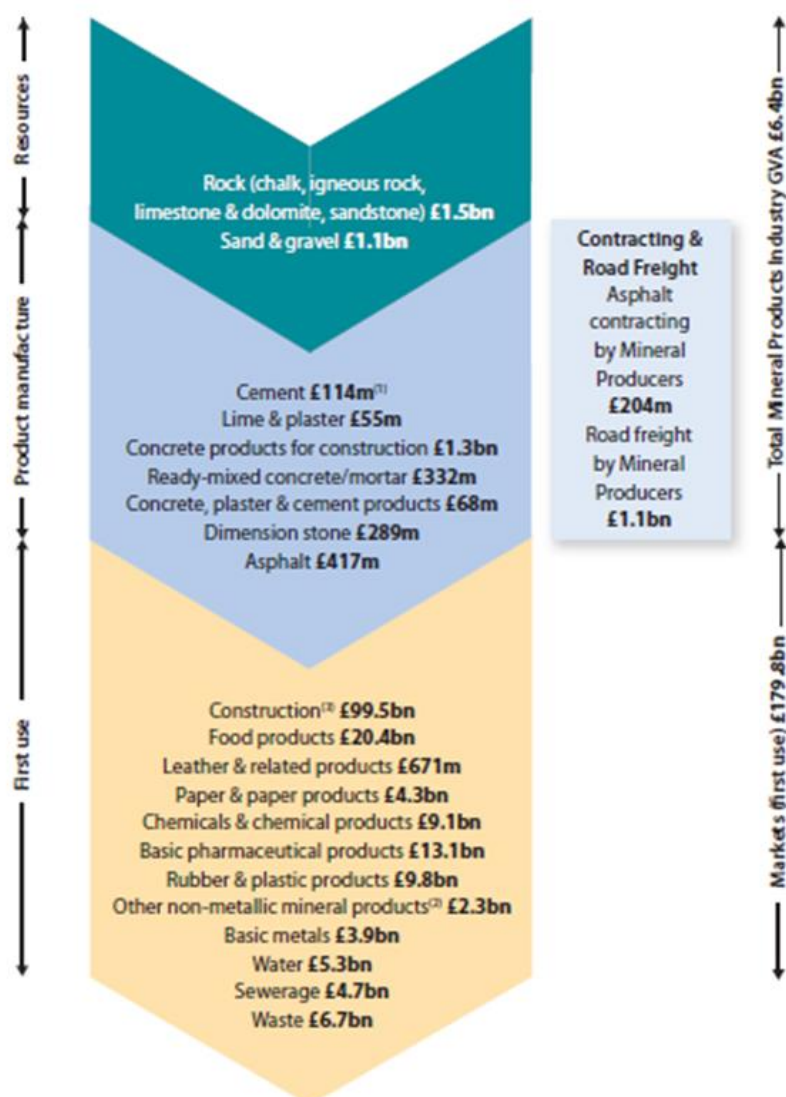 Resources
Rock (chalk, igneous rock,
limestone & dolomite, sandstone) £1.5bn
Sand & gravel £1.1bn
Product manufacture
Cement £114m⁽¹⁾
Lime & plaster £55m
Concrete products for construction £1.3bn
Ready-mixed concrete/mortar £332m
Concrete, plaster & cement products £68m
Dimension stone £289m
Asphalt £417m
Contracting &
Road Freight
Asphalt
contracting
by Mineral
Producers
£204m
Road freight
by Mineral
Producers
£1.1bn
Total Mineral Products Industry GVA £6.4bn
First use
Construction⁽³⁾ £99.5bn
Food products £20.4bn
Leather & related products £671m
Paper & paper products £4.3bn
Chemicals & chemical products £9.1bn
Basic pharmaceutical products £13.1bn
Rubber & plastic products £9.8bn
Other non-metallic mineral products⁽²⁾ £2.3bn
Basic metals £3.9bn
Water £5.3bn
Sewerage £4.7bn
Waste £6.7bn
Markets (first use) £179.8bn